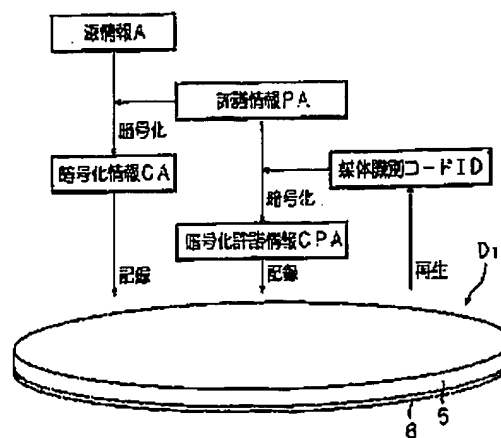 源情報A
許諾情報PA
暗号化
暗号化情報CA
媒体識別コードID
暗号化
暗号化許諾情報CPA
記録
記録
再生
D1
5
6